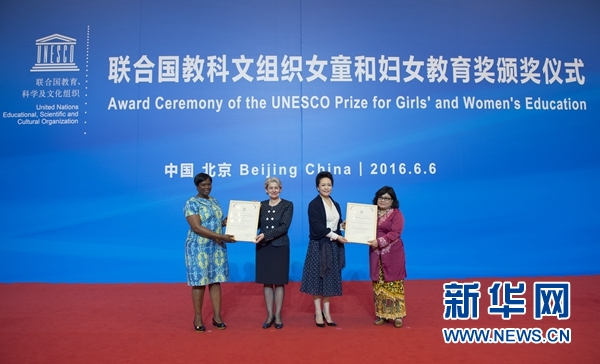 UNESCO
联合国教育、
科学及文化组织
United Nations
Educational, Scientific and
Cultural Organization
联合国教科文组织女童和妇女教育奖颁奖仪式
Award Ceremony of the UNESCO Prize for Girls' and Women's Education
中国 北京 Beijing China | 2016.6.6
新华网
WWW.NEWS.CN